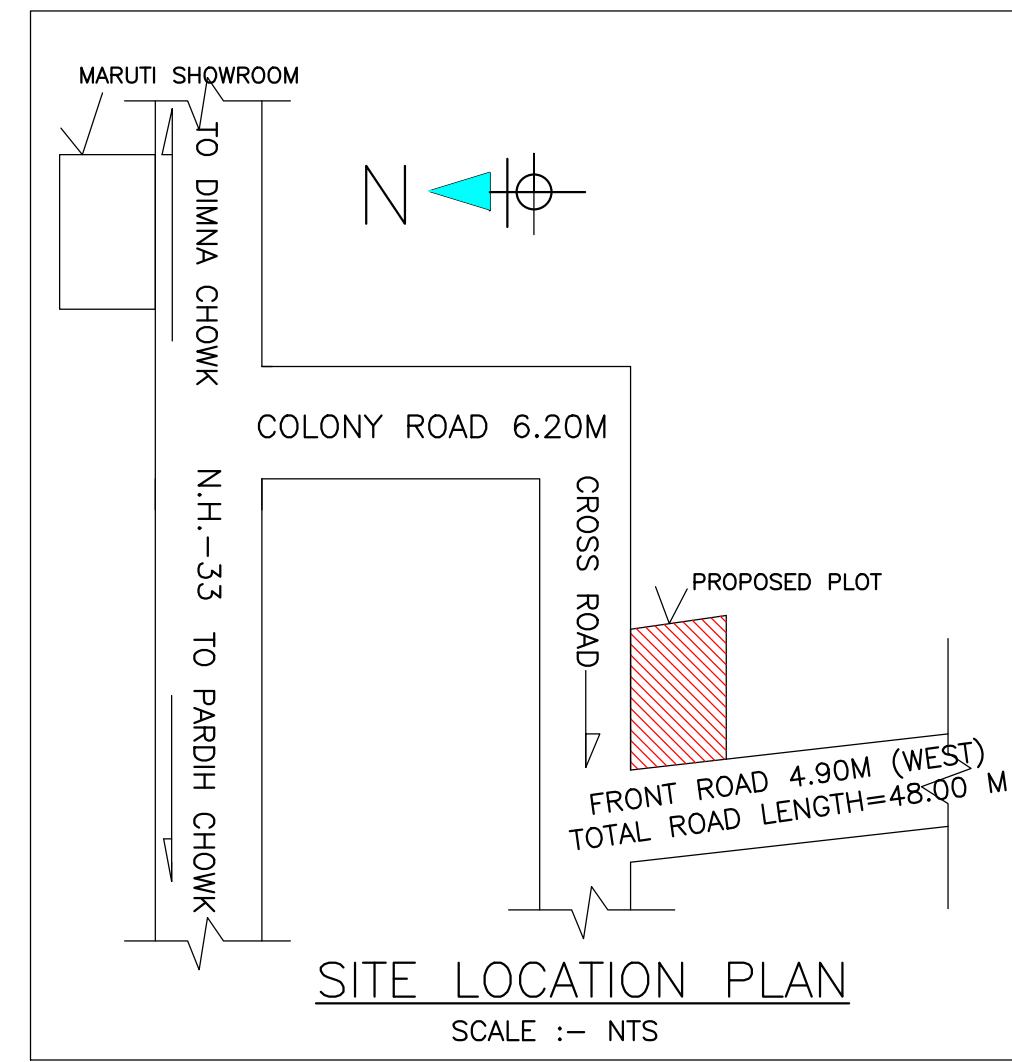 MARUTI SHOWROOM
TO DIMNA CHOWK
N
COLONY ROAD 6.20M
N.H.-33 TO PARDIH CHOWK
CROSS ROAD
PROPOSED PLOT
FRONT ROAD 4.90M (WEST)
TOTAL ROAD LENGTH=48.00 M
SITE LOCATION PLAN
SCALE :- NTS